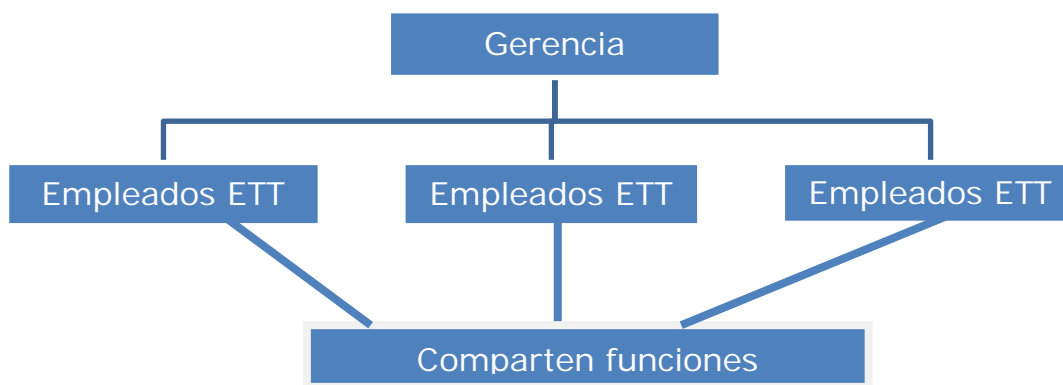 Gerencia
Empleados ETT
Empleados ETT
Empleados ETT
Comparten funciones